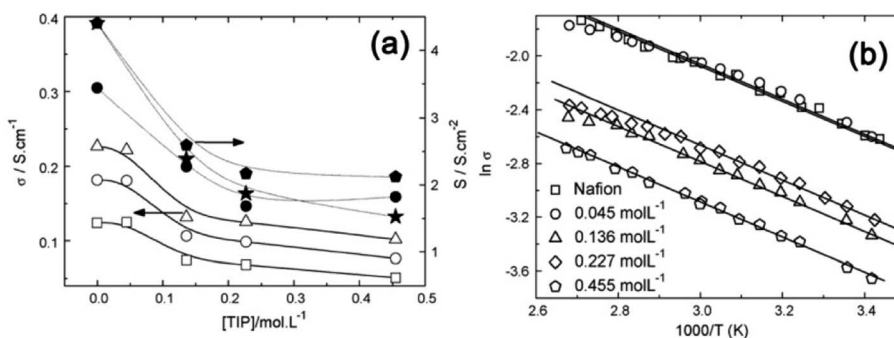 (a)
0.4
0.3
0.2
0.1
σ / S.cm⁻¹
4
3
2
1
S / S.cm⁻²
0.0
0.1
0.2
0.3
0.4
0.5
[TIP]/mol.L⁻¹
(b)
-2.0
-2.4
-2.8
-3.2
-3.6
ln σ
Nafion
0.045 molL⁻¹
0.136 molL⁻¹
0.227 molL⁻¹
0.455 molL⁻¹
2.6
2.8
3.0
3.2
3.4
1000/T (K)